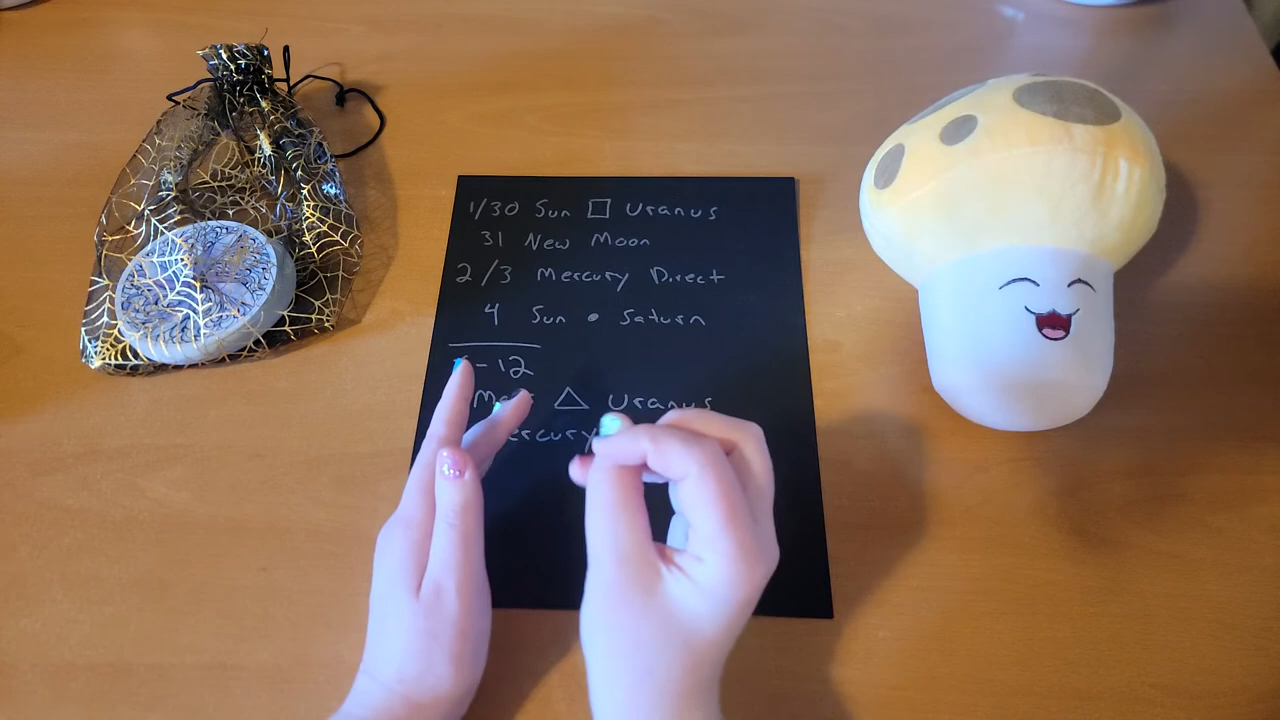 1/30 Sun □ Uranus
31 New Moon
2/3 Mercury Direct
4 Sun • Saturn
-12
△ Uranus